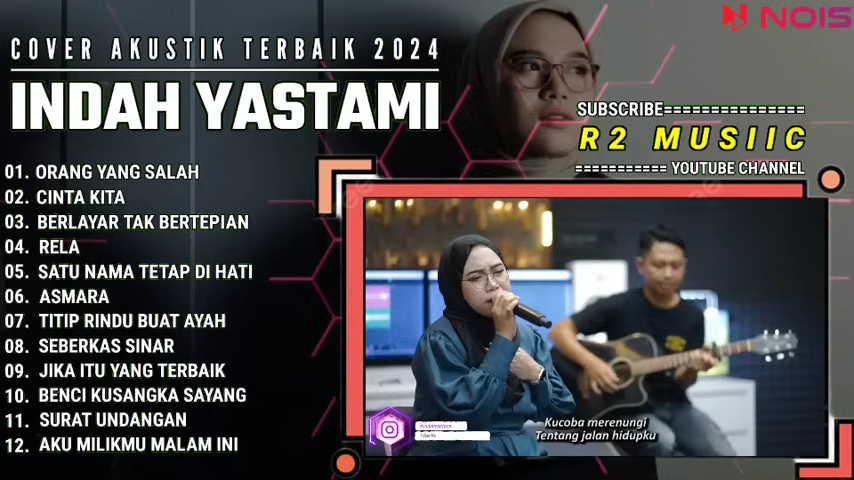 COVER AKUSTIK TERBAIK 2024
INDAH YASTAMI
NOIS
SUBSCRIBE===============
R2 MUSIIC
=========== YOUTUBE CHANNEL
01. ORANG YANG SALAH
02. CINTA KITA
03. BERLAYAR TAK BERTEPIAN
04. RELA
05. SATU NAMA TETAP DI HATI
06. ASMARA
07. TITIP RINDU BUAT AYAH
08. SEBERKAS SINAR
09. JIKA ITU YANG TERBAIK
10. BENCI KUSANGKA SAYANG
11. SURAT UNDANGAN
12. AKU MILIKMU MALAM INI
Kucoba merenungi
Tentang jalan hidupku